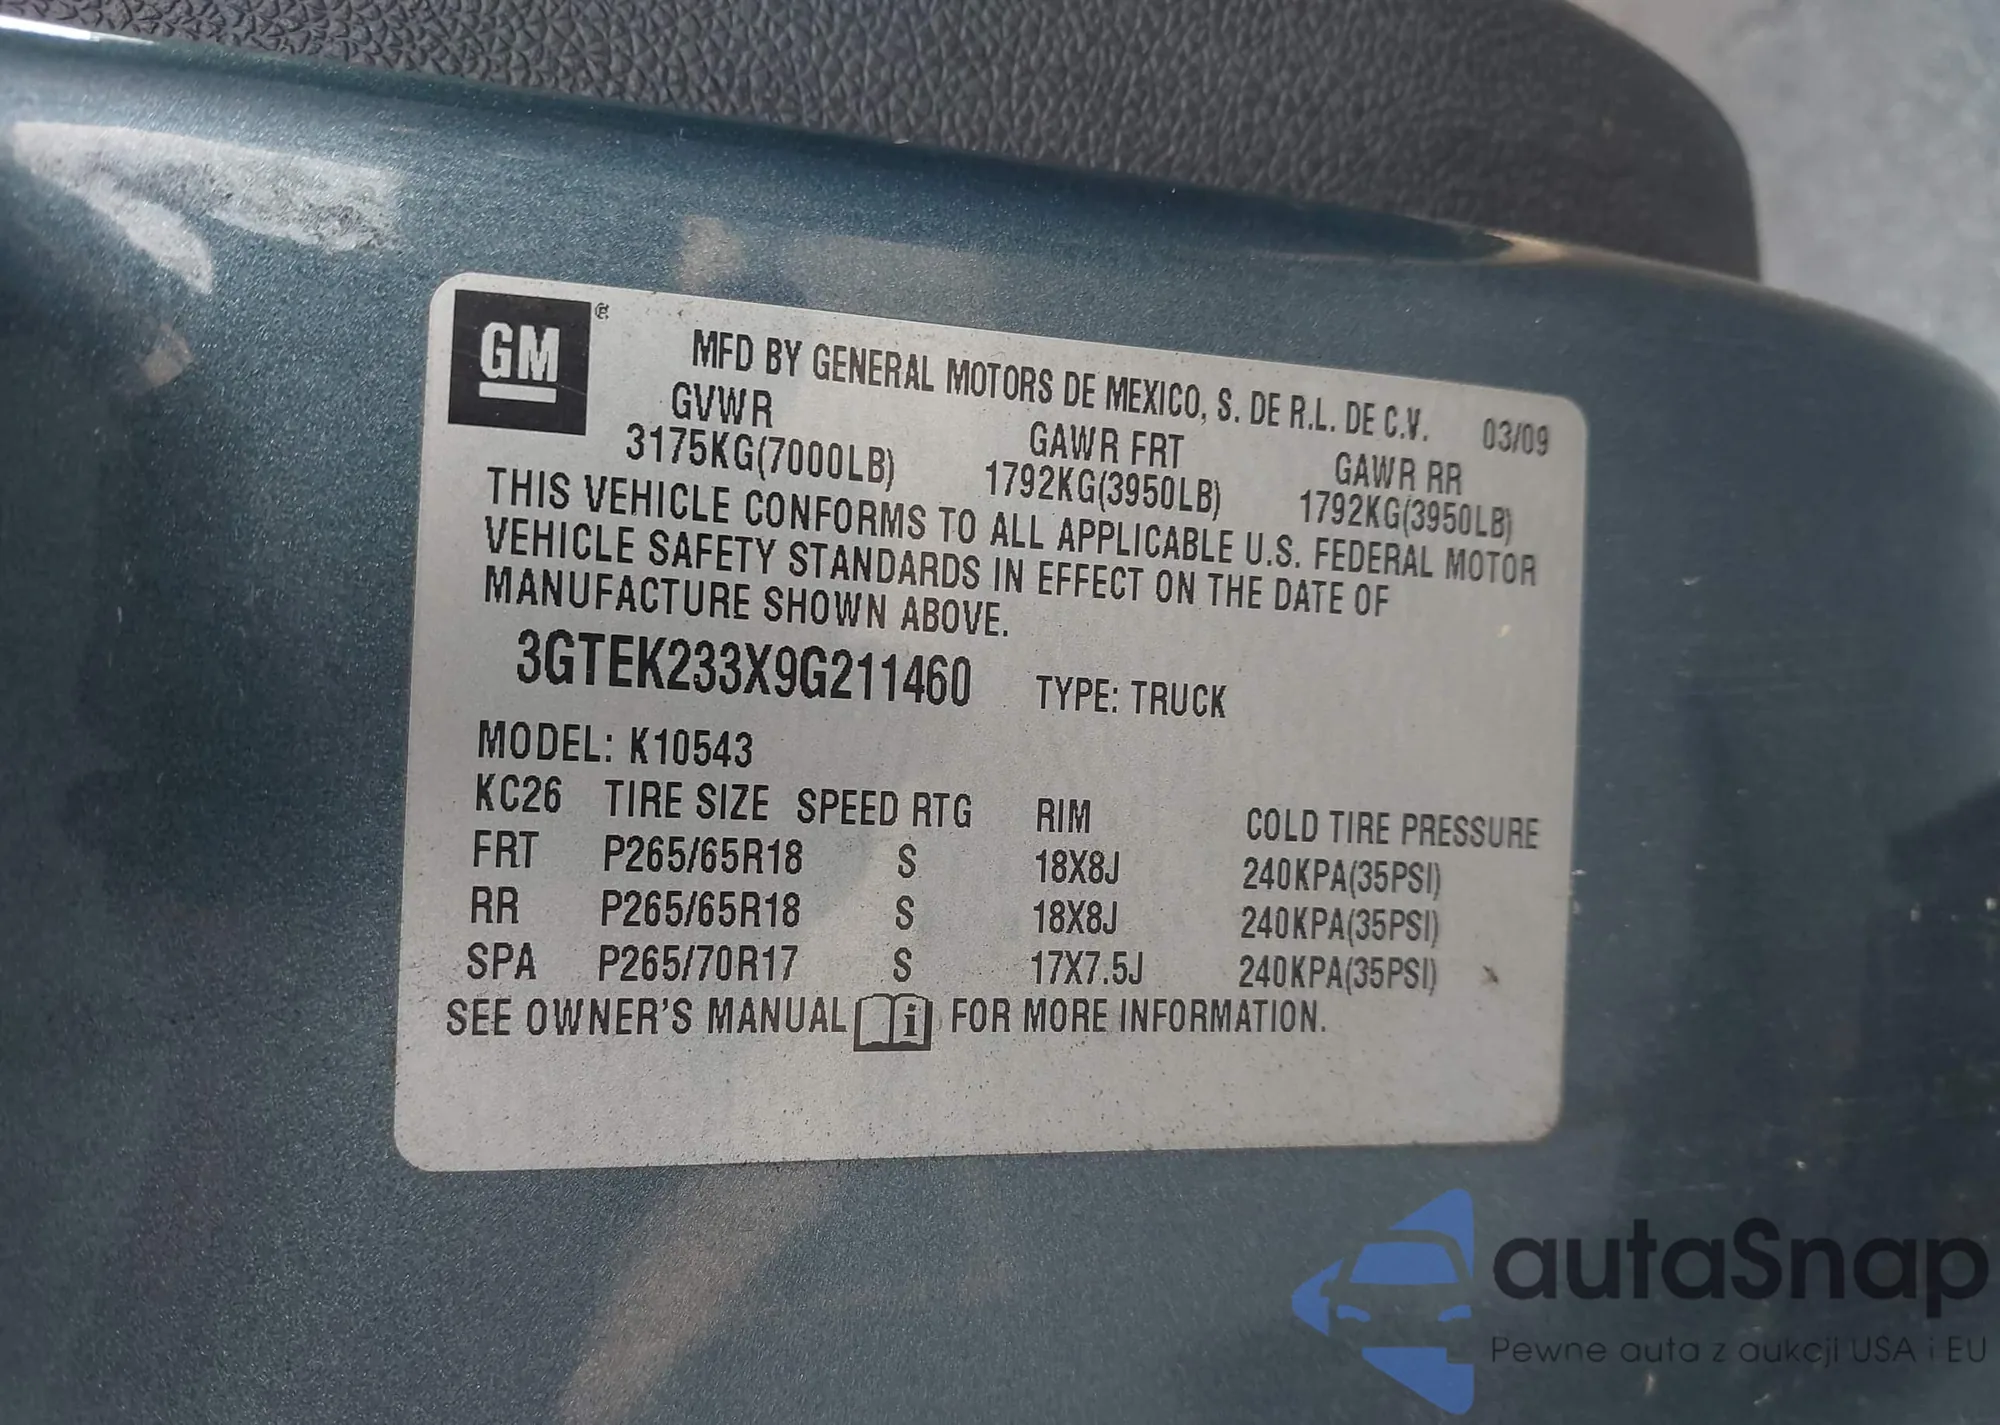 GM®
MFD BY GENERAL MOTORS DE MEXICO, S. DE R.L. DE C.V. 03/09
GVWR GAWR FRT GAWR RR
3175KG(7000LB) 1792KG(3950LB) 1792KG(3950LB)
THIS VEHICLE CONFORMS TO ALL APPLICABLE U.S. FEDERAL MOTOR
VEHICLE SAFETY STANDARDS IN EFFECT ON THE DATE OF
MANUFACTURE SHOWN ABOVE.
3GTEK233X9G211460 TYPE: TRUCK
MODEL: K10543
KC26 TIRE SIZE SPEED RTG RIM COLD TIRE PRESSURE
FRT P265/65R18 S 18X8J 240KPA(35PSI)
RR P265/65R18 S 18X8J 240KPA(35PSI)
SPA P265/70R17 S 17X7.5J 240KPA(35PSI)
SEE OWNER'S MANUAL i FOR MORE INFORMATION.
autaSnap
Pewne auta z aukcji USA i EU